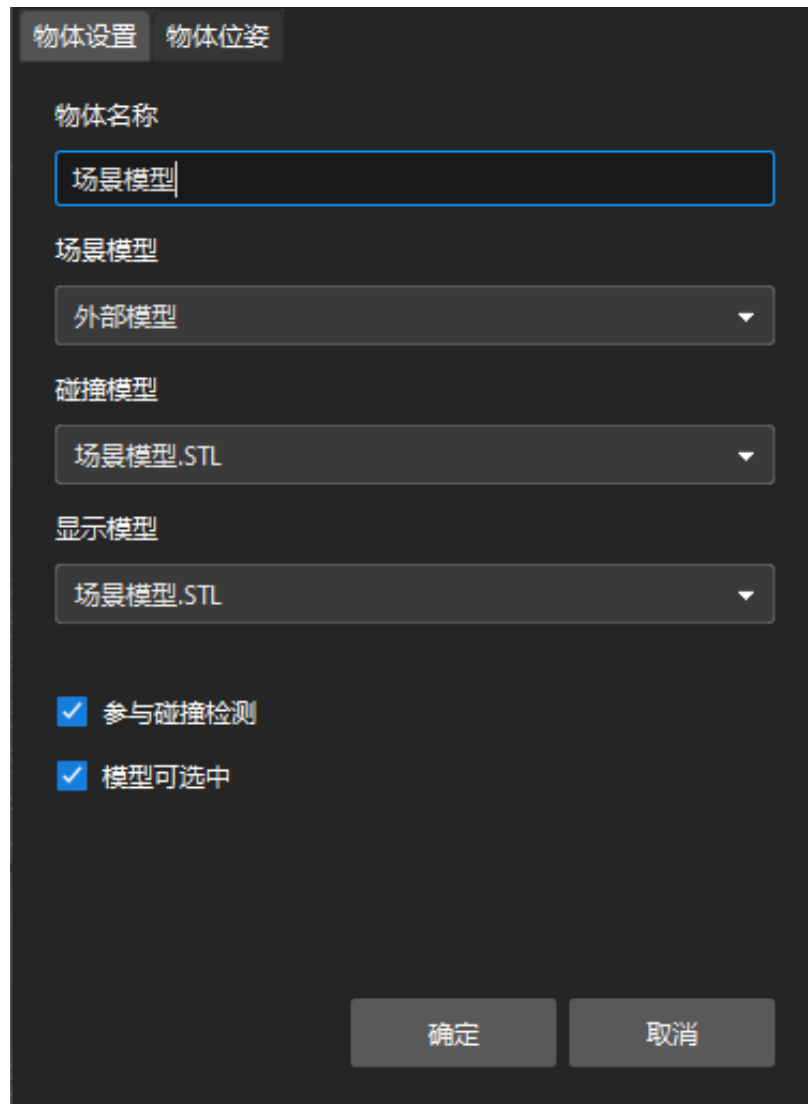 物体设置 物体位姿
物体名称
场景模型
场景模型
外部模型
碰撞模型
场景模型.STL
显示模型
场景模型.STL
参与碰撞检测
模型可选中
确定 取消